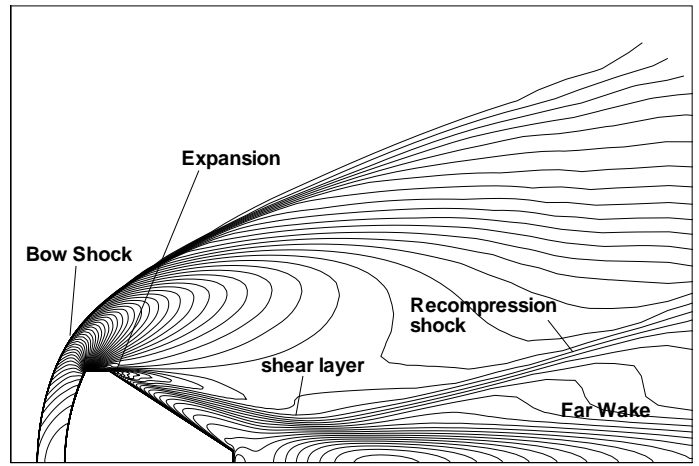 Expansion
Bow Shock
Recompression
shock
shear layer
Far Wake